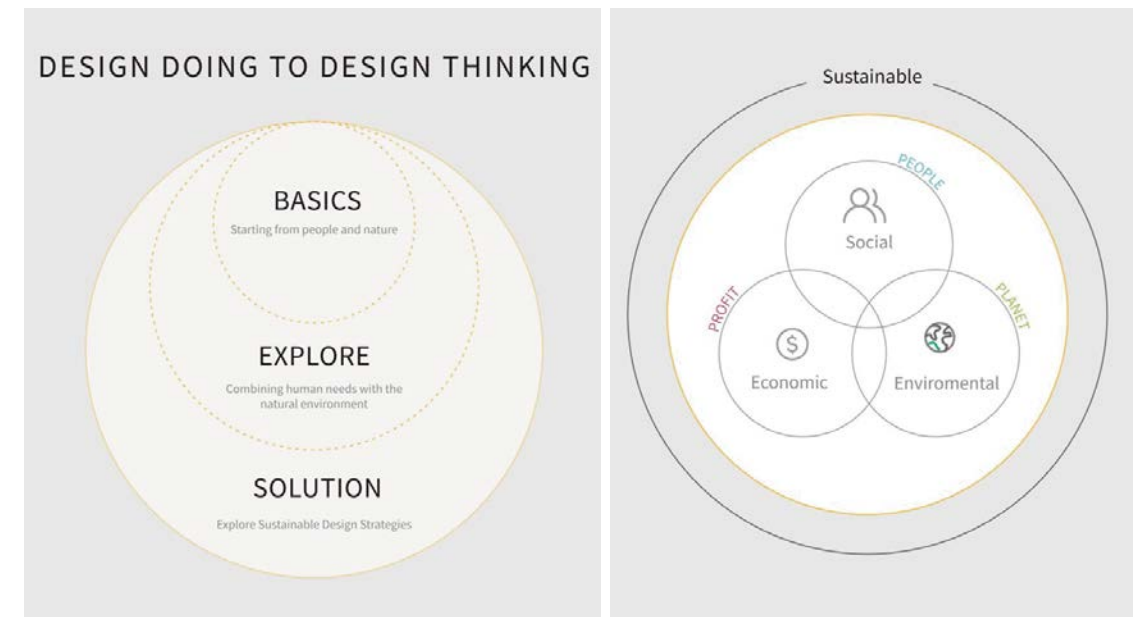 DESIGN DOING TO DESIGN THINKING
BASICS
Starting from people and nature
EXPLORE
Combining human needs with the
natural environment
SOLUTION
Explore Sustainable Design Strategies
Sustainable
PEOPLE
Social
PROFIT
$
Economic
PLANET
Enviromental